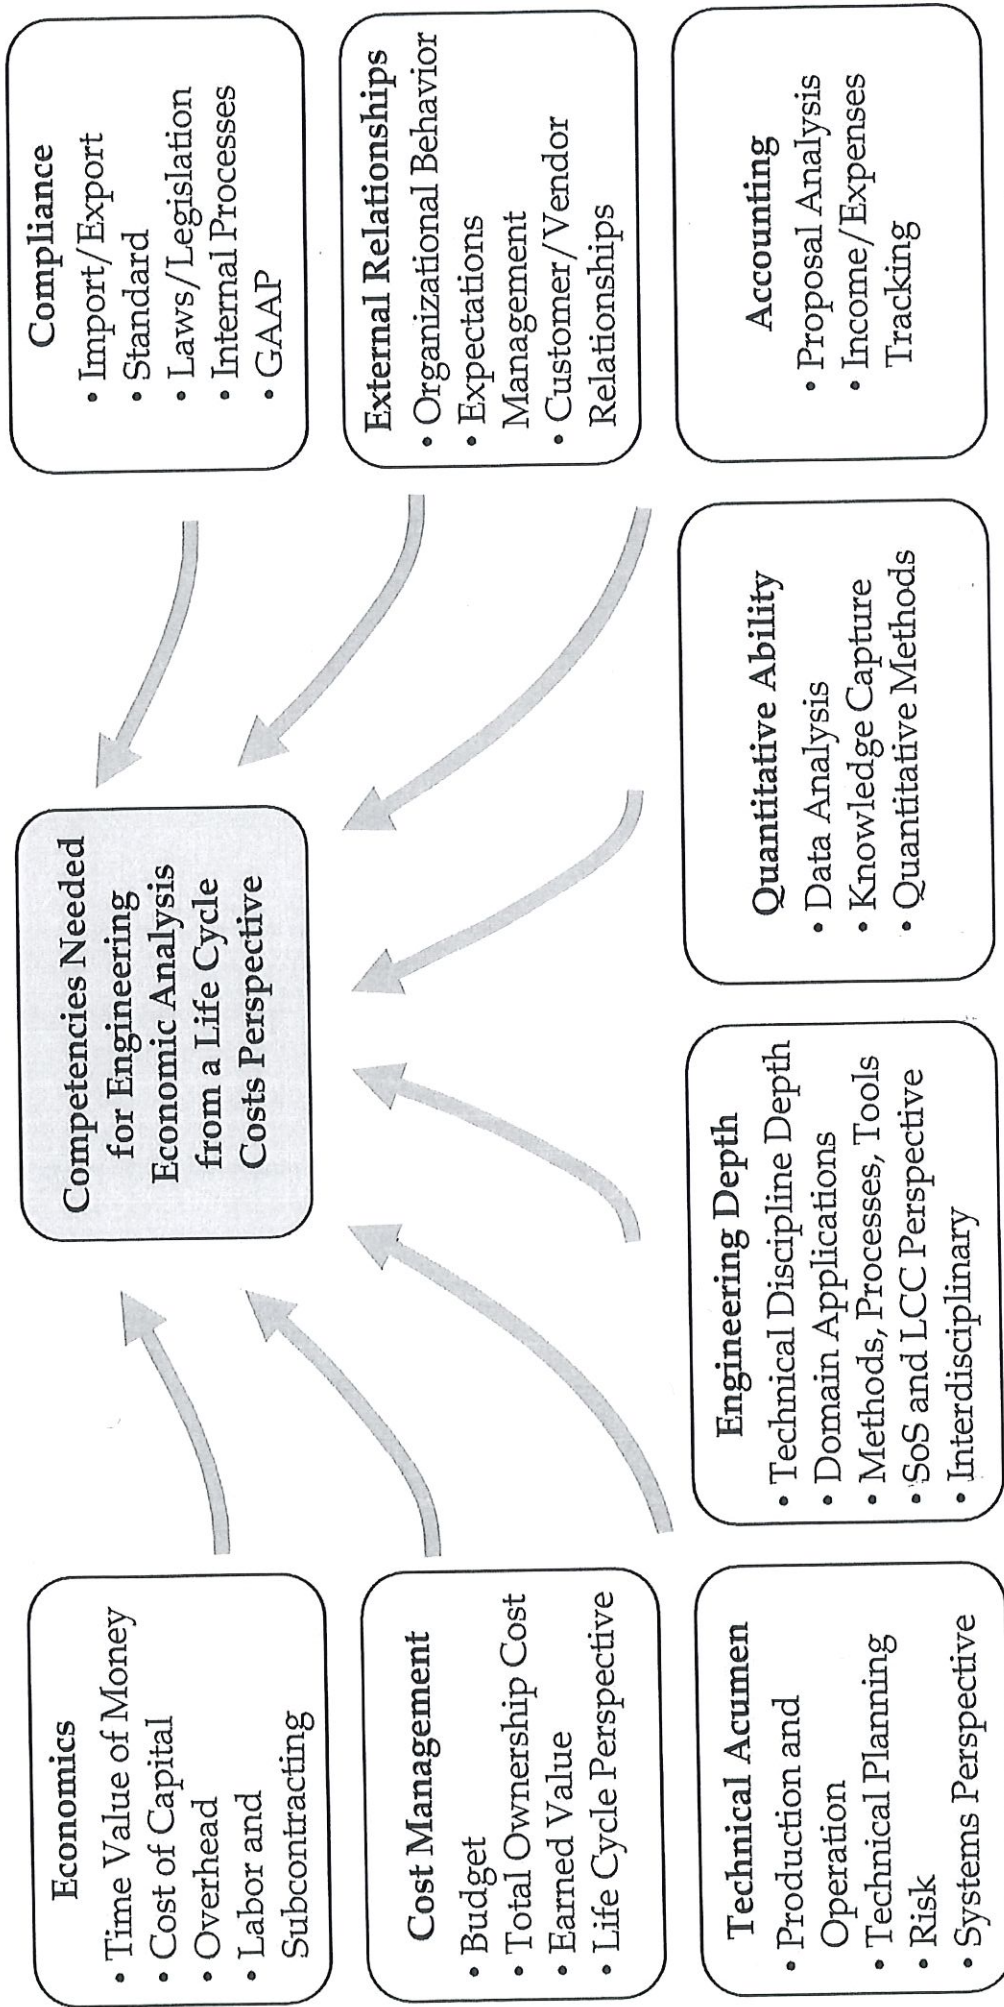 Competencies Needed
for Engineering
Economic Analysis
from a Life Cycle
Costs Perspective
Economics
• Time Value of Money
• Cost of Capital
• Overhead
• Labor and
Subcontracting
Cost Management
• Budget
• Total Ownership Cost
• Earned Value
• Life Cycle Perspective
Technical Acumen
• Production and
Operation
• Technical Planning
• Risk
• Systems Perspective
Engineering Depth
• Technical Discipline Depth
• Domain Applications
• Methods, Processes, Tools
• SoS and LCC Perspective
• Interdisciplinary
Quantitative Ability
• Data Analysis
• Knowledge Capture
• Quantitative Methods
Compliance
• Import/Export
• Standard
• Laws/Legislation
• Internal Processes
• GAAP
External Relationships
• Organizational Behavior
• Expectations
Management
• Customer/Vendor
Relationships
Accounting
• Proposal Analysis
• Income/Expenses
Tracking